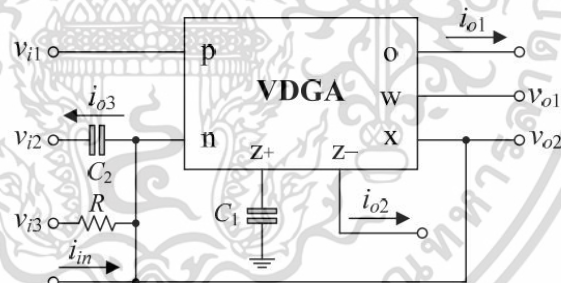 i_{o1}
v_{i1}
p
o
VDGA
w
v_{o1}
i_{o3}
v_{i2}
n
x
v_{o2}
C_2
z+
z−
R
C_1
v_{i3}
i_{o2}
i_{in}